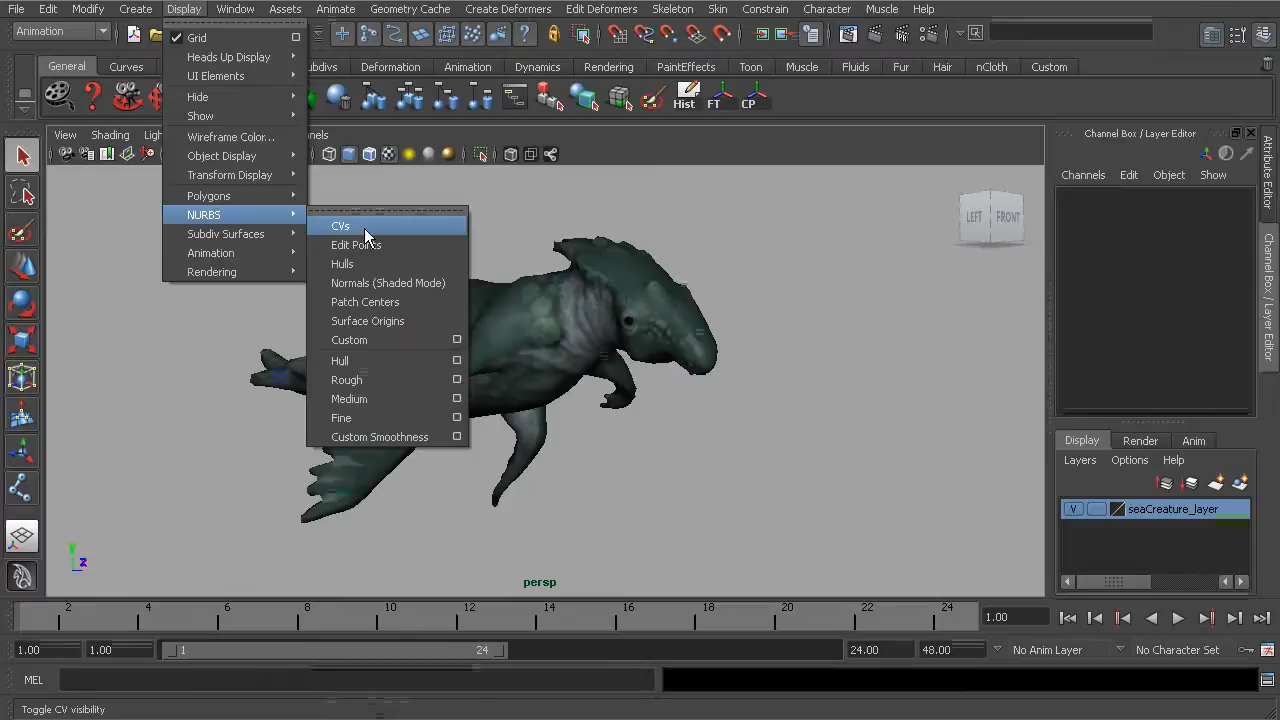 File Edit Modify Create Display Window Assets Animate Geometry Cache Create Deformers Edit Deformers Skeleton Skin Constrain Character Muscle Help
Animation
General Curves
Subdivs Deformation Animation Dynamics Rendering PaintEffects Toon Muscle Fluids Fur Hair nCloth Custom
Hist FT CP
Grid
Heads Up Display
UI Elements
Hide
Show
Wireframe Color...
Object Display
Transform Display
Polygons
NURBS
Subdiv Surfaces
Animation
Rendering
CVs
Edit Points
Hulls
Normals (Shaded Mode)
Patch Centers
Surface Origins
Custom
Hull
Rough
Medium
Fine
Custom Smoothness
View Shading
LEFT FRONT
y
z
persp
Channel Box / Layer Editor
Channels Edit Object Show
Attribute Editor
Channel Box / Layer Editor
Display Render Anim
Layers Options Help
V seaCreature_layer
2 4 6 8 10 12 14 16 18 20 22 24
1.00
1.00 1.00 1 24 24.00 48.00 No Anim Layer No Character Set
MEL
Toggle CV visibility